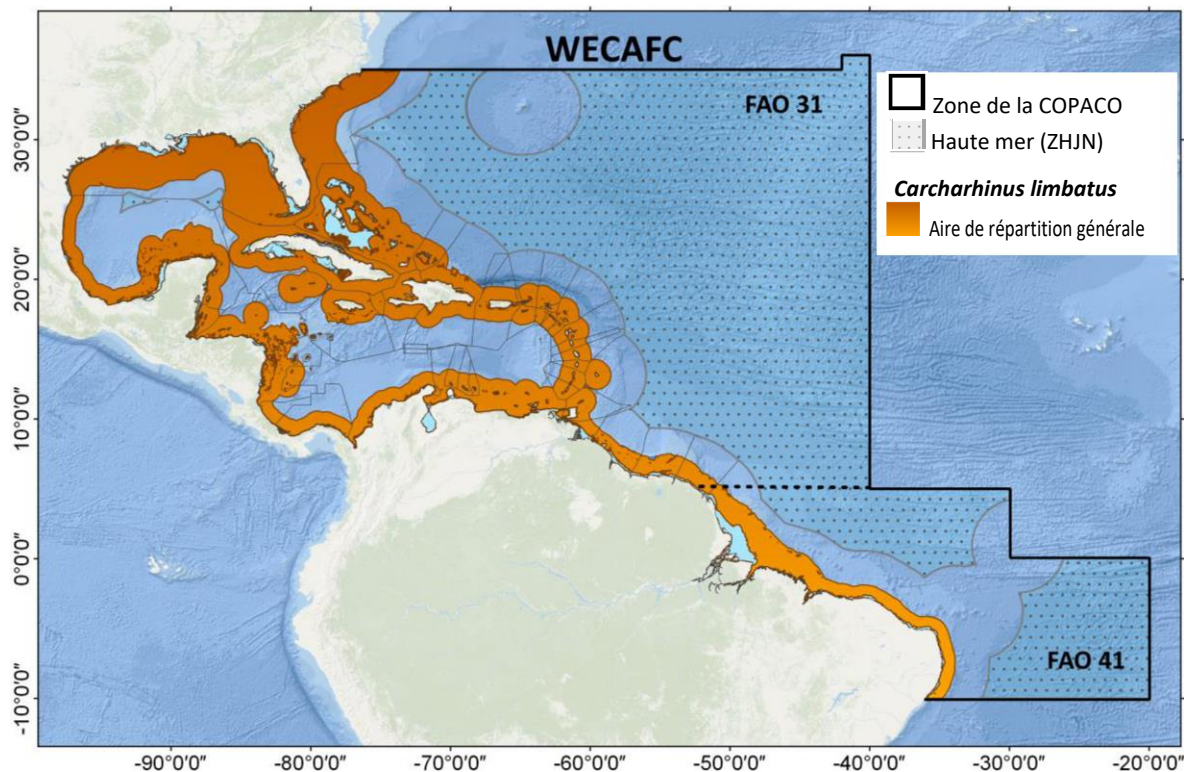 WECAFC
FAO 31
Zone de la COPACO
Haute mer (ZHJN)
Carcharhinus limbatus
Aire de répartition générale
FAO 41
30°0'0"
20°0'0"
10°0'0"
0°0'0"
-10°0'0"
-90°0'0"
-80°0'0"
-70°0'0"
-60°0'0"
-50°0'0"
-40°0'0"
-30°0'0"
-20°0'0"